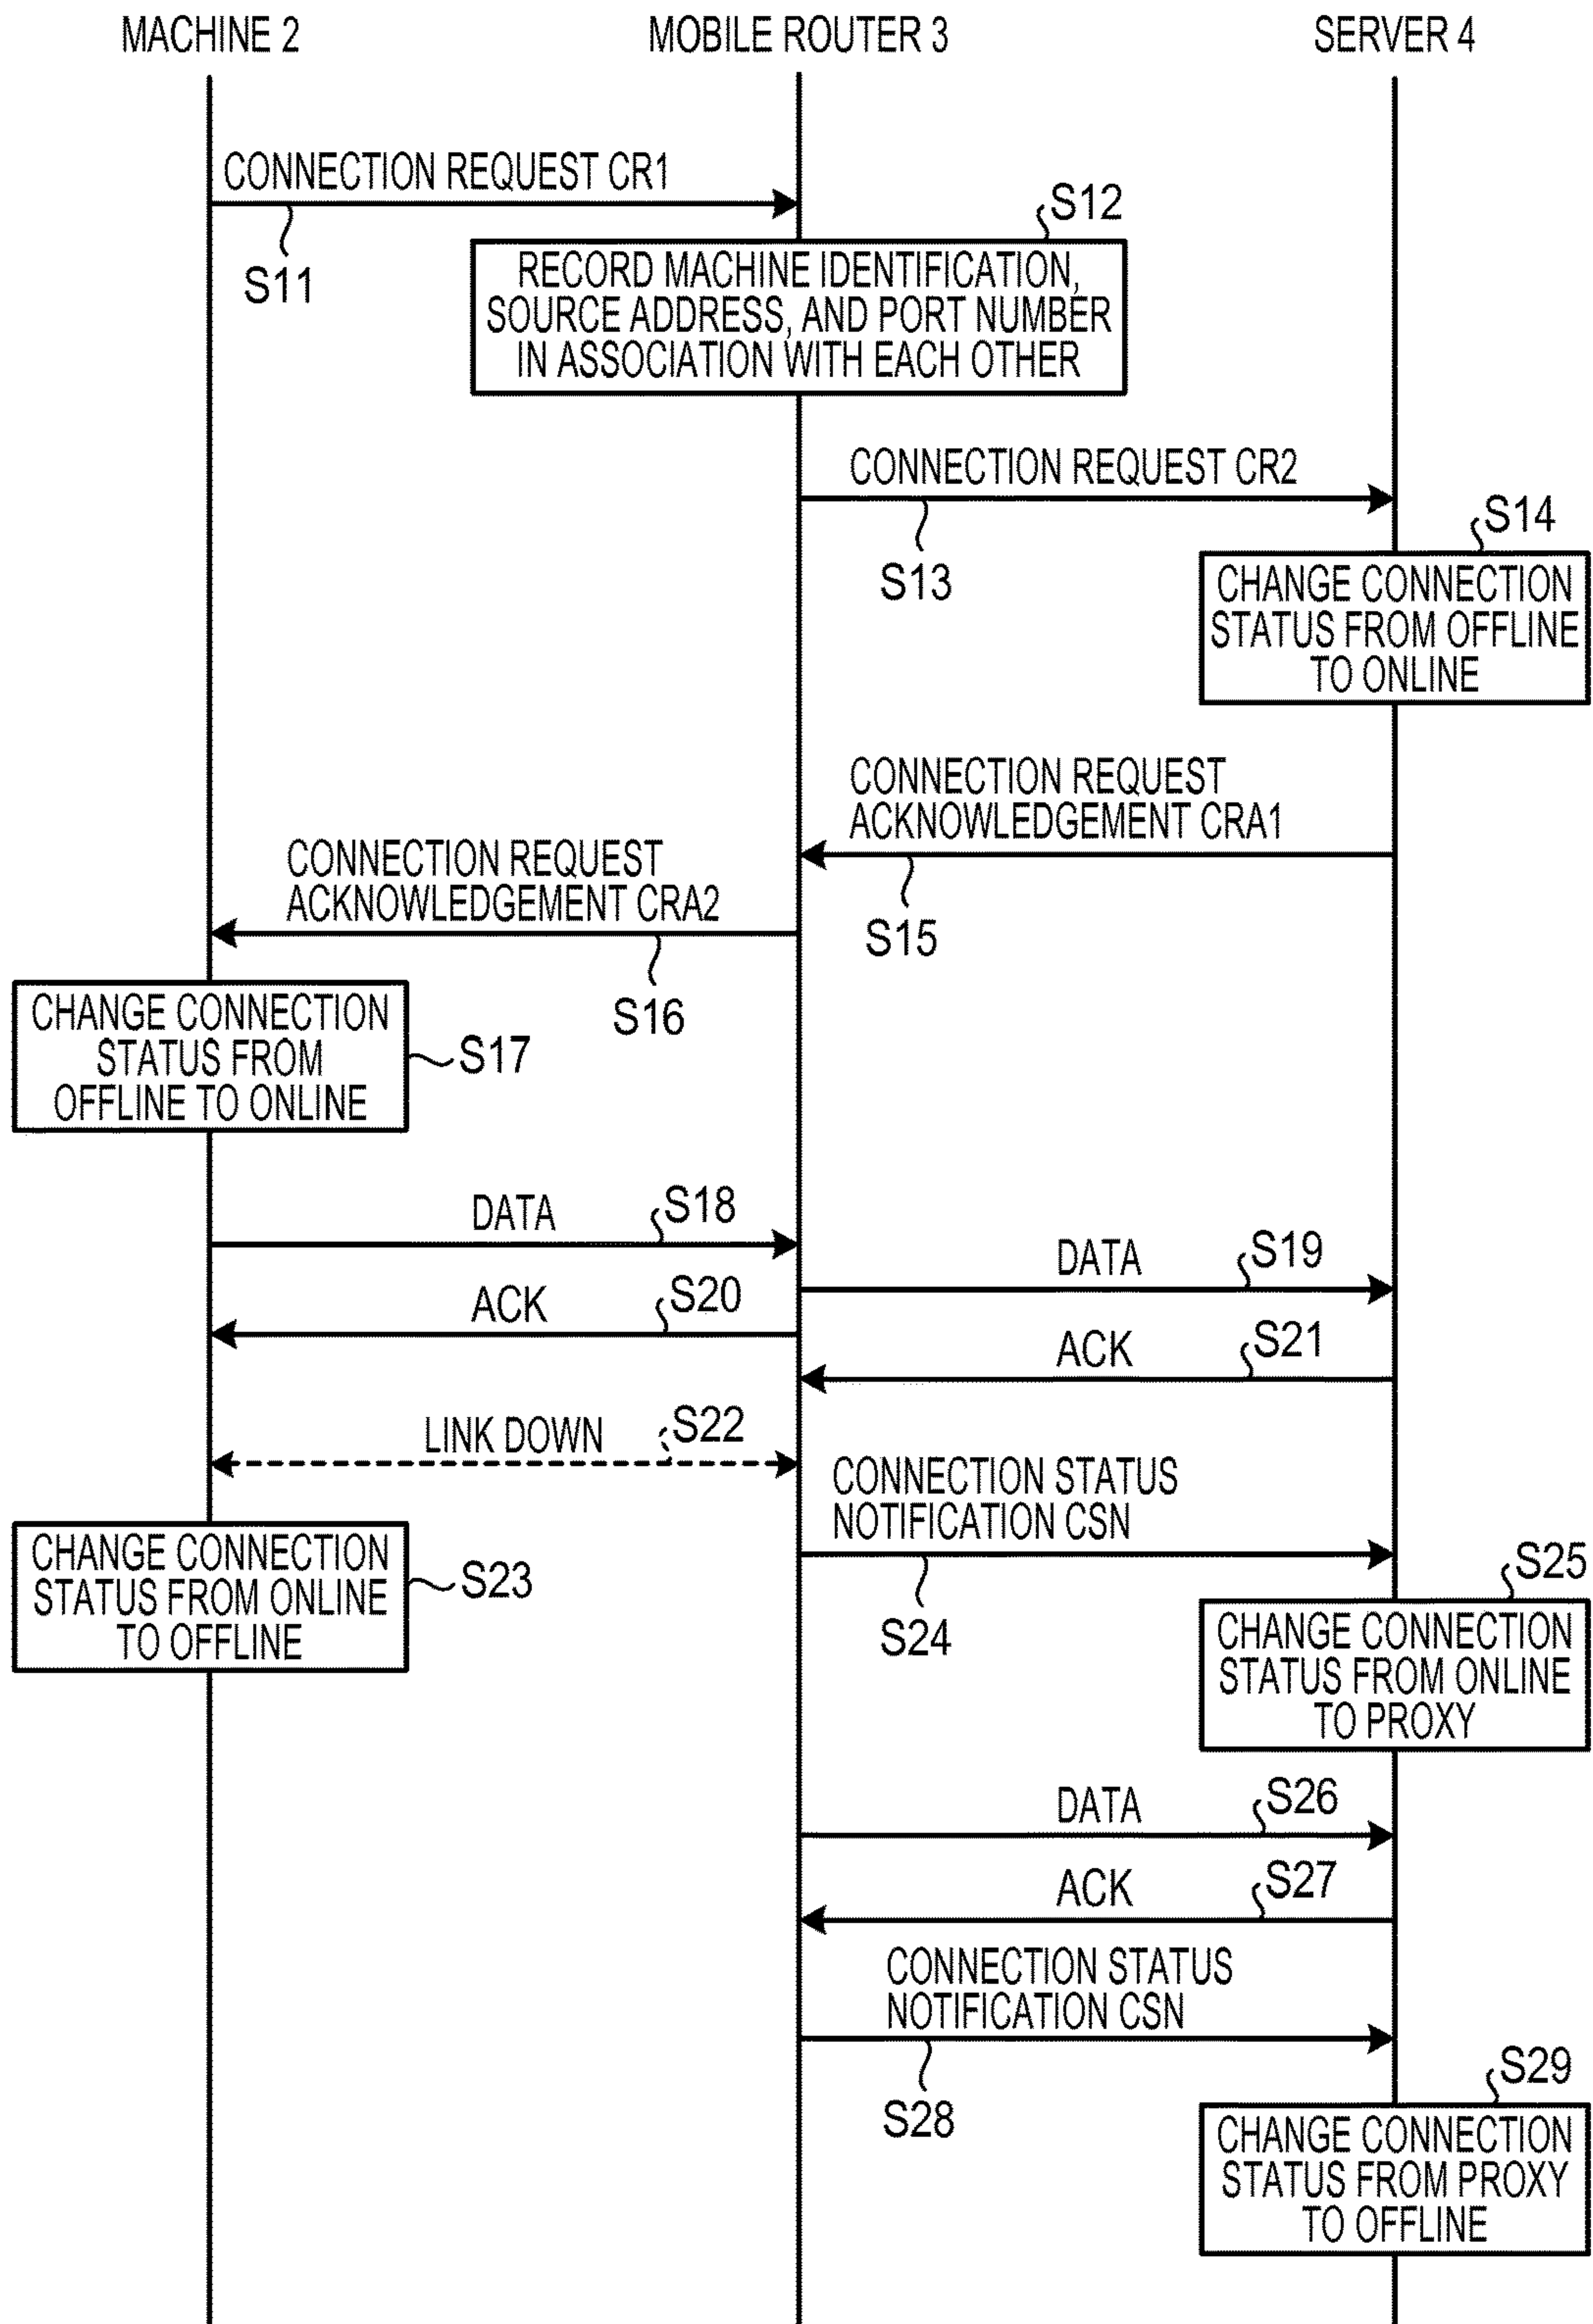 MACHINE 2
MOBILE ROUTER 3
SERVER 4
CONNECTION REQUEST CR1
S11
S12
RECORD MACHINE IDENTIFICATION,
SOURCE ADDRESS, AND PORT NUMBER
IN ASSOCIATION WITH EACH OTHER
CONNECTION REQUEST CR2
S13
S14
CHANGE CONNECTION
STATUS FROM OFFLINE
TO ONLINE
CONNECTION REQUEST
ACKNOWLEDGEMENT CRA1
S15
CONNECTION REQUEST
ACKNOWLEDGEMENT CRA2
S16
CHANGE CONNECTION
STATUS FROM
OFFLINE TO ONLINE
S17
DATA
S18
DATA
S19
ACK
S20
ACK
S21
LINK DOWN
S22
CHANGE CONNECTION
STATUS FROM ONLINE
TO OFFLINE
S23
CONNECTION STATUS
NOTIFICATION CSN
S24
S25
CHANGE CONNECTION
STATUS FROM ONLINE
TO PROXY
DATA
S26
ACK
S27
CONNECTION STATUS
NOTIFICATION CSN
S28
S29
CHANGE CONNECTION
STATUS FROM PROXY
TO OFFLINE